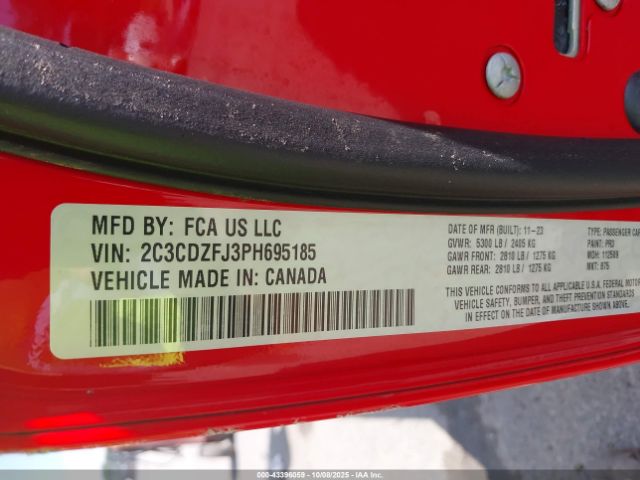 MFD BY: FCA US LLC
VIN: 2C3CDZFJ3PH695185
VEHICLE MADE IN: CANADA
DATE OF MFR (BUILT): 11-23
GVWR: 5300 LB / 2405 KG
GAWR FRONT: 2810 LB / 1275 KG
GAWR REAR: 2810 LB / 1275 KG
TYPE: PASSENGER CAR
PAINT: PR3
MDH: 112509
MKT: 875
THIS VEHICLE CONFORMS TO ALL APPLICABLE U.S.A. FEDERAL MOTOR
VEHICLE SAFETY, BUMPER, AND THEFT PREVENTION STANDARDS
IN EFFECT ON THE DATE OF MANUFACTURE SHOWN ABOVE.
000-43396059 - 10/08/2025 - IAA